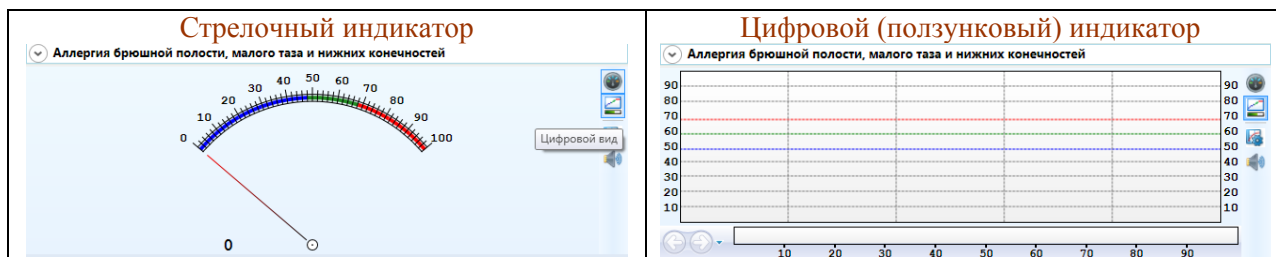 Стрелочный индикатор
Аллергия брюшной полости, малого таза и нижних конечностей
0 10 20 30 40 50 60 70 80 90 100
Цифровой вид
0
Цифровой (ползунковый) индикатор
Аллергия брюшной полости, малого таза и нижних конечностей
90 90
80 80
70 70
60 60
50 50
40 40
30 30
20 20
10 10
10 20 30 40 50 60 70 80 90